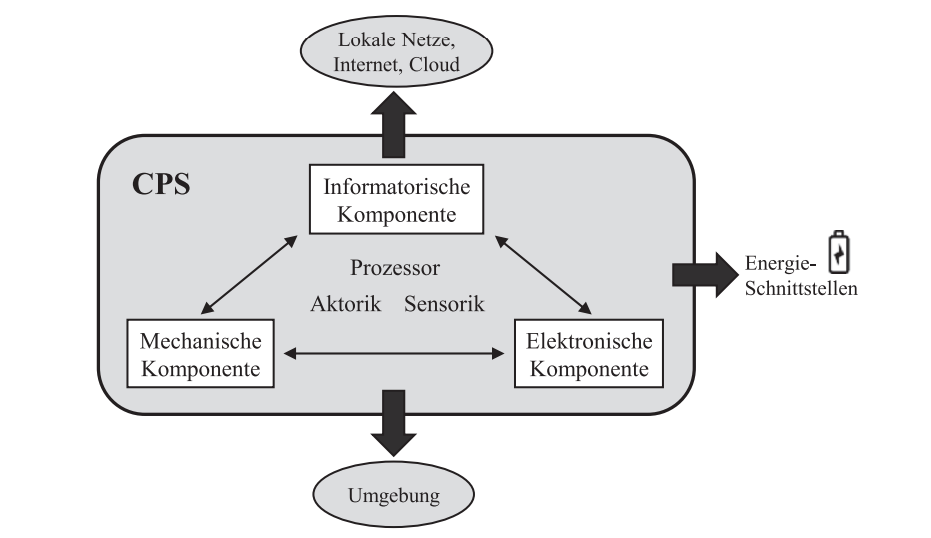 Lokale Netze,
Internet, Cloud
CPS
Informatorische
Komponente
Prozessor
Aktorik Sensorik
Energie-
Schnittstellen
Mechanische
Komponente
Elektronische
Komponente
Umgebung